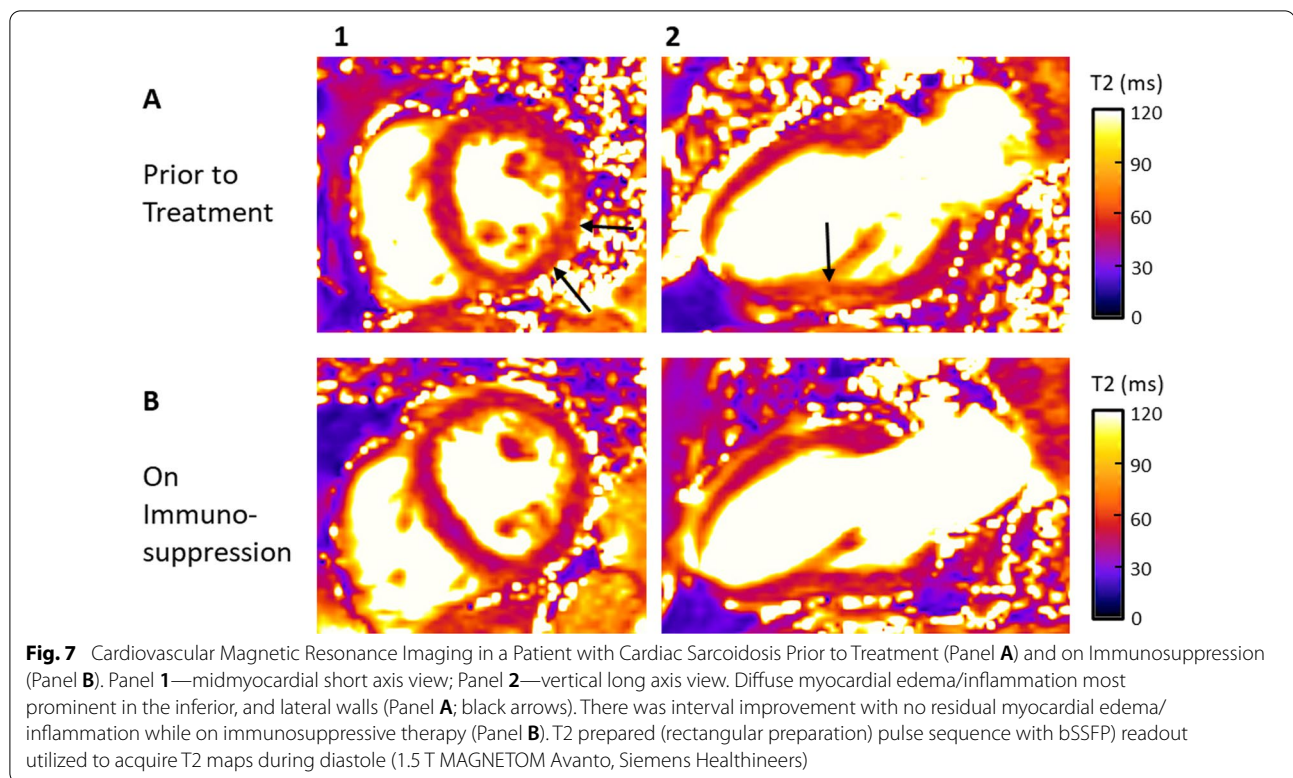 1
2
A
Prior to
Treatment
T2 (ms)
120
90
60
30
0
B
On
Immuno-
suppression
T2 (ms)
120
90
60
30
0
Fig. 7 Cardiovascular Magnetic Resonance Imaging in a Patient with Cardiac Sarcoidosis Prior to Treatment (Panel A) and on Immunosuppression
(Panel B). Panel 1—midmyocardial short axis view; Panel 2—vertical long axis view. Diffuse myocardial edema/inflammation most
prominent in the inferior, and lateral walls (Panel A; black arrows). There was interval improvement with no residual myocardial edema/
inflammation while on immunosuppressive therapy (Panel B). T2 prepared (rectangular preparation) pulse sequence with bSSFP) readout
utilized to acquire T2 maps during diastole (1.5 T MAGNETOM Avanto, Siemens Healthineers)